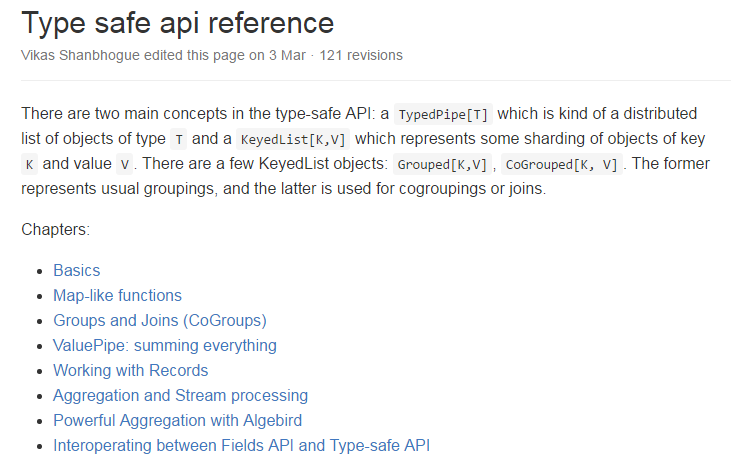 Type safe api reference
Vikas Shanbhogue edited this page on 3 Mar · 121 revisions
There are two main concepts in the type-safe API: a TypedPipe[T] which is kind of a distributed
list of objects of type T and a KeyedList[K,V] which represents some sharding of objects of key
K and value V. There are a few KeyedList objects: Grouped[K,V], CoGrouped[K, V]. The former
represents usual groupings, and the latter is used for cogroupings or joins.
Chapters:
• Basics
• Map-like functions
• Groups and Joins (CoGroups)
• ValuePipe: summing everything
• Working with Records
• Aggregation and Stream processing
• Powerful Aggregation with Algebird
• Interoperating between Fields API and Type-safe API